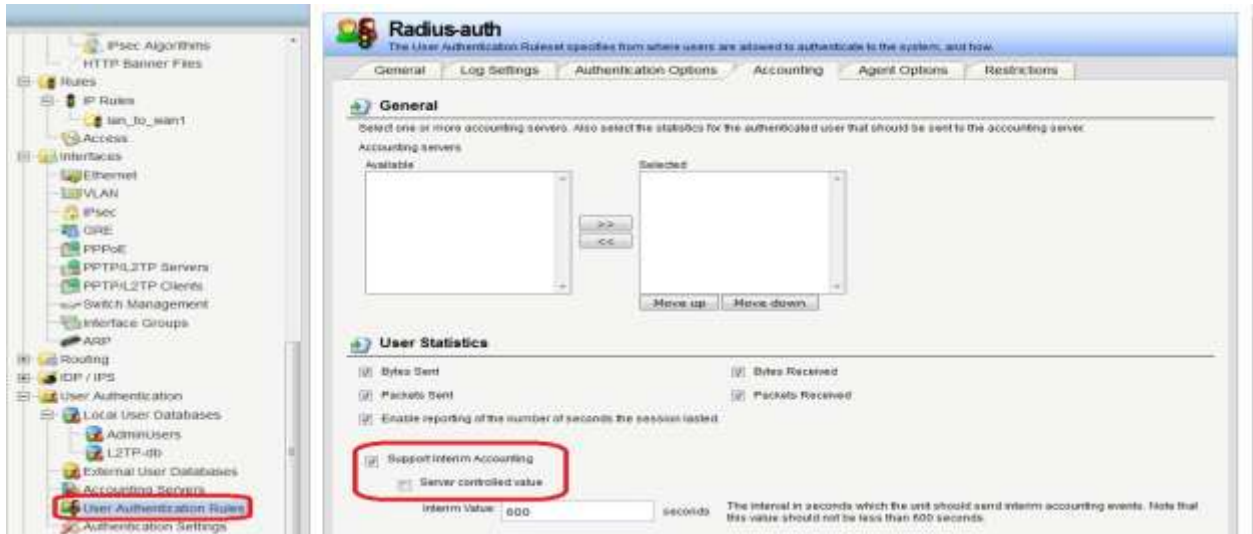 IPsec Algorithms
HTTP Banner Files
Rules
IP Rules
lan_to_wan1
Access
Interfaces
Ethernet
VLAN
IPsec
GRE
PPPoE
PPTP/L2TP Servers
PPTP/L2TP Clients
Switch Management
Interface Groups
ARP
Routing
IDP / IPS
User Authentication
Local User Databases
AdminUsers
L2TP-db
External User Databases
Accounting Servers
User Authentication Rules
Authentication Settings
Radius-auth
The User Authentication Ruleset specifies from where users are allowed to authenticate to the system, and how.
General Log Settings Authentication Options Accounting Agent Options Restrictions
General
Select one or more accounting servers. Also select the statistics for the authenticated user that should be sent to the accounting server.
Accounting servers
Available Selected
>>
<<
Move up Move down
User Statistics
Bytes Sent Bytes Received
Packets Sent Packets Received
Enable reporting of the number of seconds the session lasted
Support Interim Accounting
Server controlled value
Interim Value: 600 seconds The interval in seconds which the unit should send interim accounting events. Note that
this value should not be less than 600 seconds.